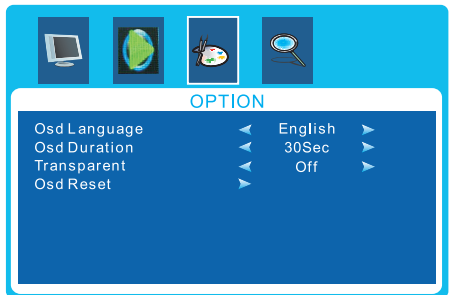 OPTION
Osd Language English
Osd Duration 30Sec
Transparent Off
Osd Reset